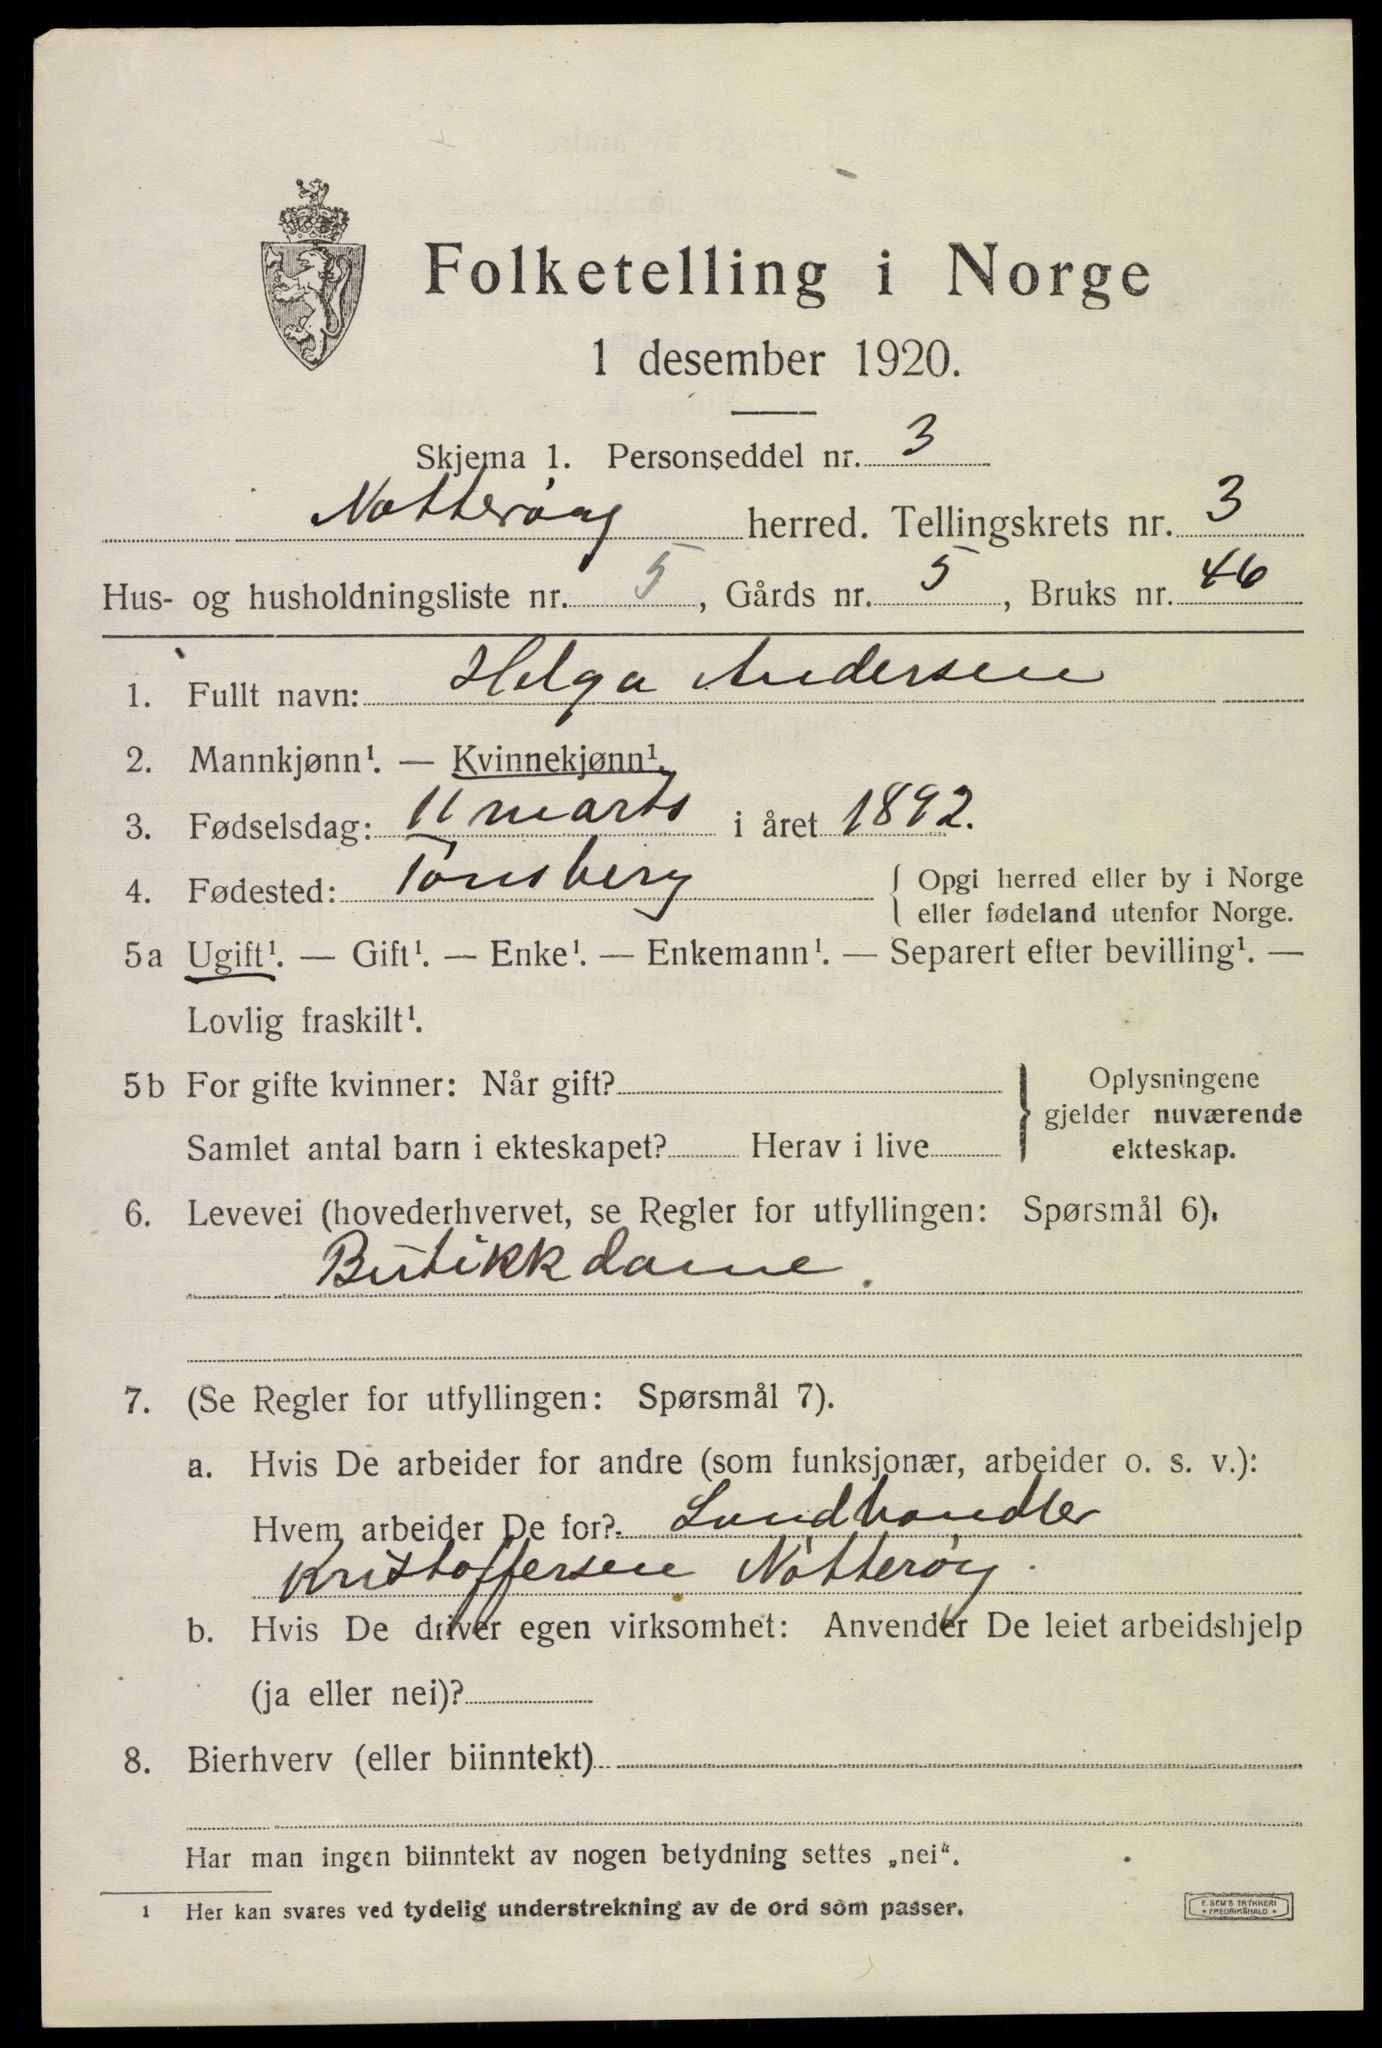 Folketelling i Norge
1 desember 1920.
Skjema 1. Personseddel nr. 3
Nøtterøy herred. Tellingskrets nr. 3
Hus- og husholdningsliste nr. 5, Gårds nr. 5, Bruks nr. 46
1. Fullt navn: Helga Andersen
2. Mannkjønn¹. — Kvinnekjønn¹.
3. Fødselsdag: 11 marts i året 1892.
4. Fødested: Tønsberg { Opgi herred eller by i Norge
eller fødeland utenfor Norge.
5a Ugift¹. — Gift¹. — Enke¹. — Enkemann¹. — Separert efter bevilling¹. —
Lovlig fraskilt¹.
5b For gifte kvinner: Når gift? } Oplysningene
gjelder nuværende
Samlet antal barn i ekteskapet? Herav i live ekteskap.
6. Levevei (hovederhvervet, se Regler for utfyllingen: Spørsmål 6).
Butikkdame.
7. (Se Regler for utfyllingen: Spørsmål 7).
a. Hvis De arbeider for andre (som funksjonær, arbeider o. s. v.):
Hvem arbeider De for? Landhandler
Kristoffersen Nøtterøy.
b. Hvis De driver egen virksomhet: Anvender De leiet arbeidshjelp
(ja eller nei)?
8. Bierhverv (eller biinntekt)
Har man ingen biinntekt av nogen betydning settes „nei“.
1 Her kan svares ved tydelig understrekning av de ord som passer.
E. SEM'S TRYKKERI
• FREDRIKSHALD •